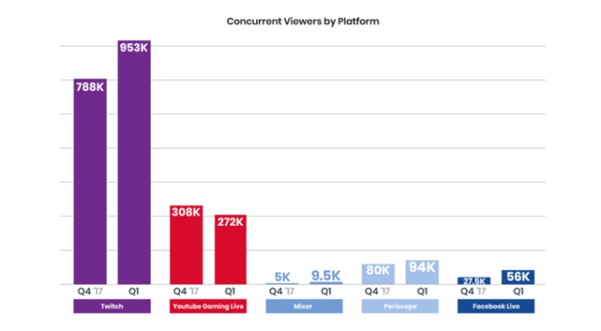 Concurrent Viewers by Platform
953K
788K
308K
272K
5K
9.5K
80K
94K
27.5K
56K
Q4 '17 Q1 Q4 '17 Q1 Q4 '17 Q1 Q4 '17 Q1 Q4 '17 Q1
Twitch Youtube Gaming Live Mixer Periscope Facebook Live